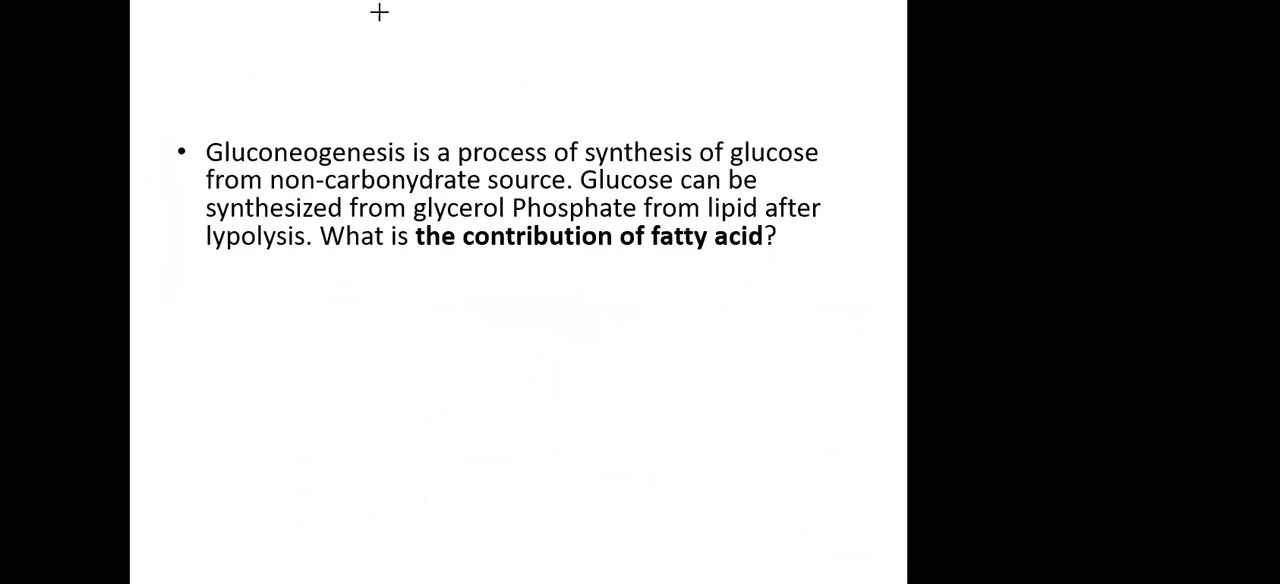 • Gluconeogenesis is a process of synthesis of glucose
from non-carbonydrate source. Glucose can be
synthesized from glycerol Phosphate from lipid after
lypolysis. What is the contribution of fatty acid?